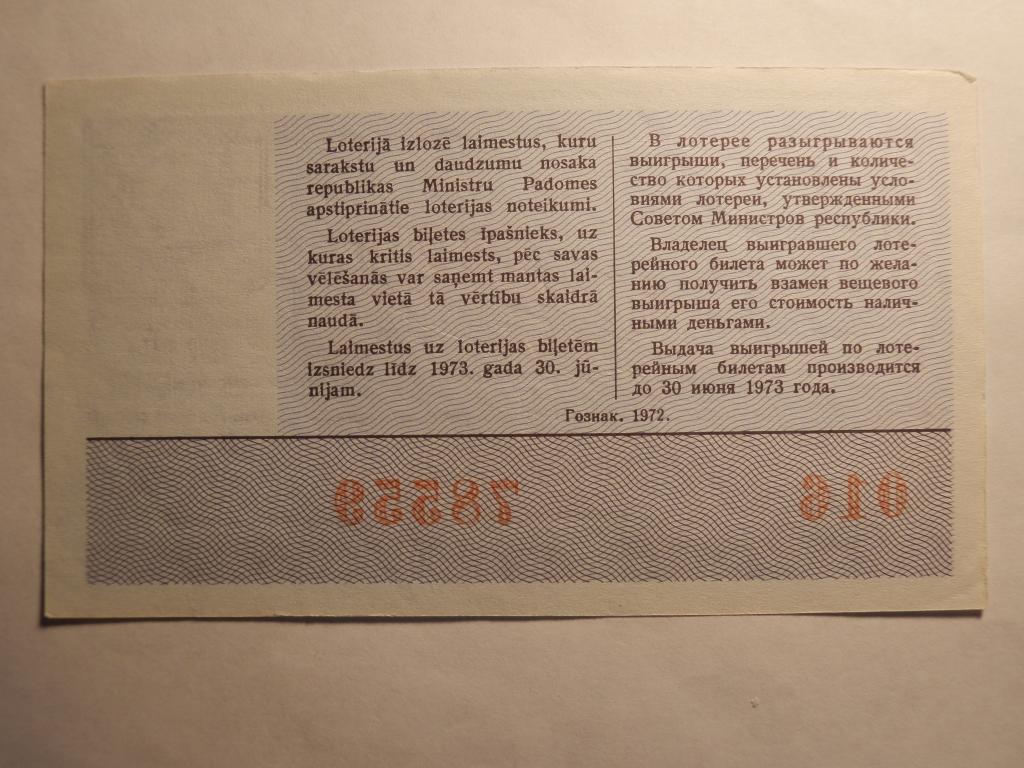 Loterijā izlozē laimestus, kuru
sarakstu un daudzumu nosaka
republikas Ministru Padomes
apstiprinātie loterijas noteikumi.
Loterijas biļetes īpašnieks, uz
kuras kritīs laimests, pēc savas
vēlēšanās var saņemt mantas lai-
mesta vietā tā vērtību skaidrā
naudā.
Laimestus uz loterijas biļetēm
izsniedz līdz 1973. gada 30. jū-
nijam.
В лотерее разыгрываются
выигрыши, перечень и количе-
ство которых установлены усло-
виями лотереи, утвержденными
Советом Министров республики.
Владелец выигравшего лоте-
рейного билета может по жела-
нию получить взамен вещевого
выигрыша его стоимость налич-
ными деньгами.
Выдача выигрышей по лоте-
рейным билетам производится
до 30 июня 1973 года.
Гознак. 1972.
78559 016